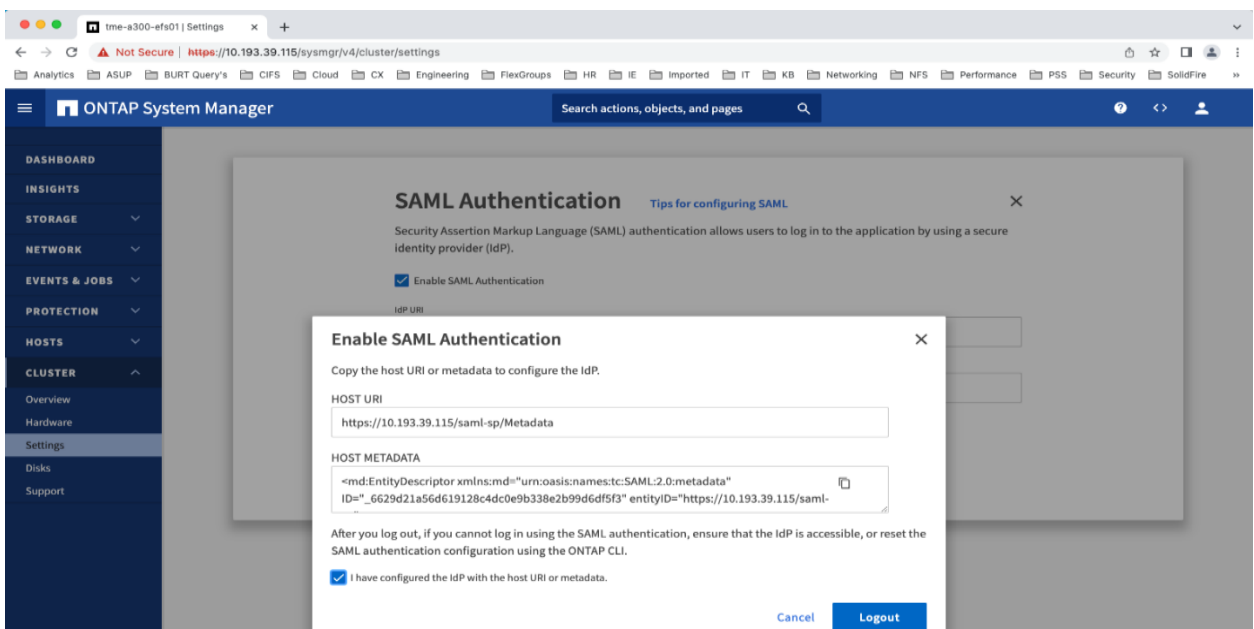 tme-a300-efs01 | Settings
Not Secure | https://10.193.39.115/sysmgr/v4/cluster/settings
Analytics ASUP BURT Query's CIFS Cloud CX Engineering FlexGroups HR IE Imported IT KB Networking NFS Performance PSS Security SolidFire »
ONTAP System Manager
Search actions, objects, and pages
DASHBOARD
INSIGHTS
STORAGE
NETWORK
EVENTS & JOBS
PROTECTION
HOSTS
CLUSTER
Overview
Hardware
Settings
Disks
Support
SAML Authentication Tips for configuring SAML
Security Assertion Markup Language (SAML) authentication allows users to log in to the application by using a secure
identity provider (IdP).
Enable SAML Authentication
IdP URI
Enable SAML Authentication
Copy the host URI or metadata to configure the IdP.
HOST URI
https://10.193.39.115/saml-sp/Metadata
HOST METADATA
<md:EntityDescriptor xmlns:md="urn:oasis:names:tc:SAML:2.0:metadata"
ID="_6629d21a56d619128c4dc0e9b338e2b99d6df5f3" entityID="https://10.193.39.115/saml-
After you log out, if you cannot log in using the SAML authentication, ensure that the IdP is accessible, or reset the
SAML authentication configuration using the ONTAP CLI.
I have configured the IdP with the host URI or metadata.
Cancel Logout